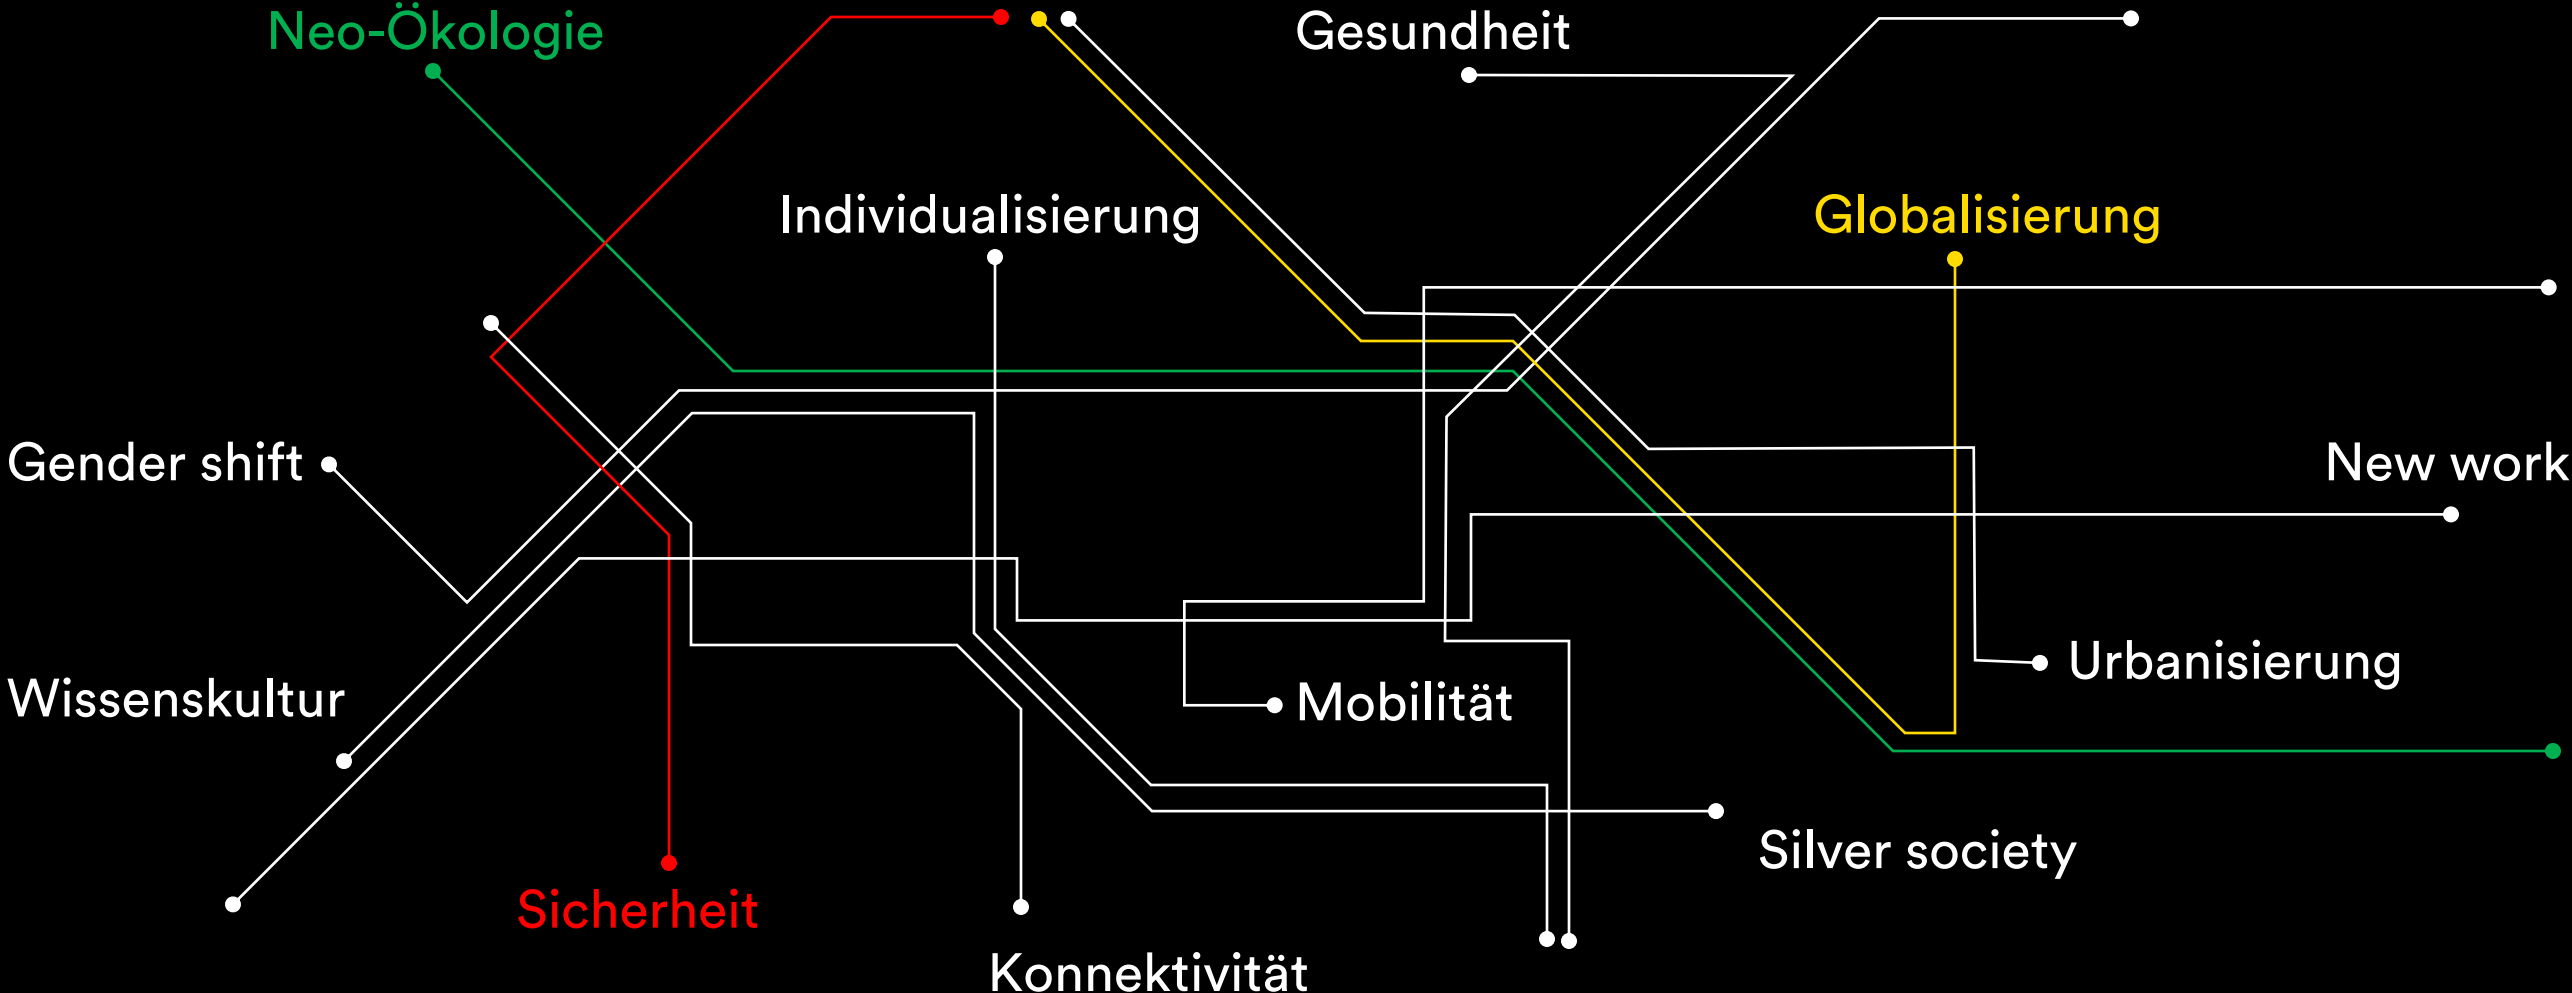 Neo-Ökologie
Gesundheit
Individualisierung
Globalisierung
Gender shift
New work
Urbanisierung
Wissenskultur
Mobilität
Silver society
Sicherheit
Konnektivität